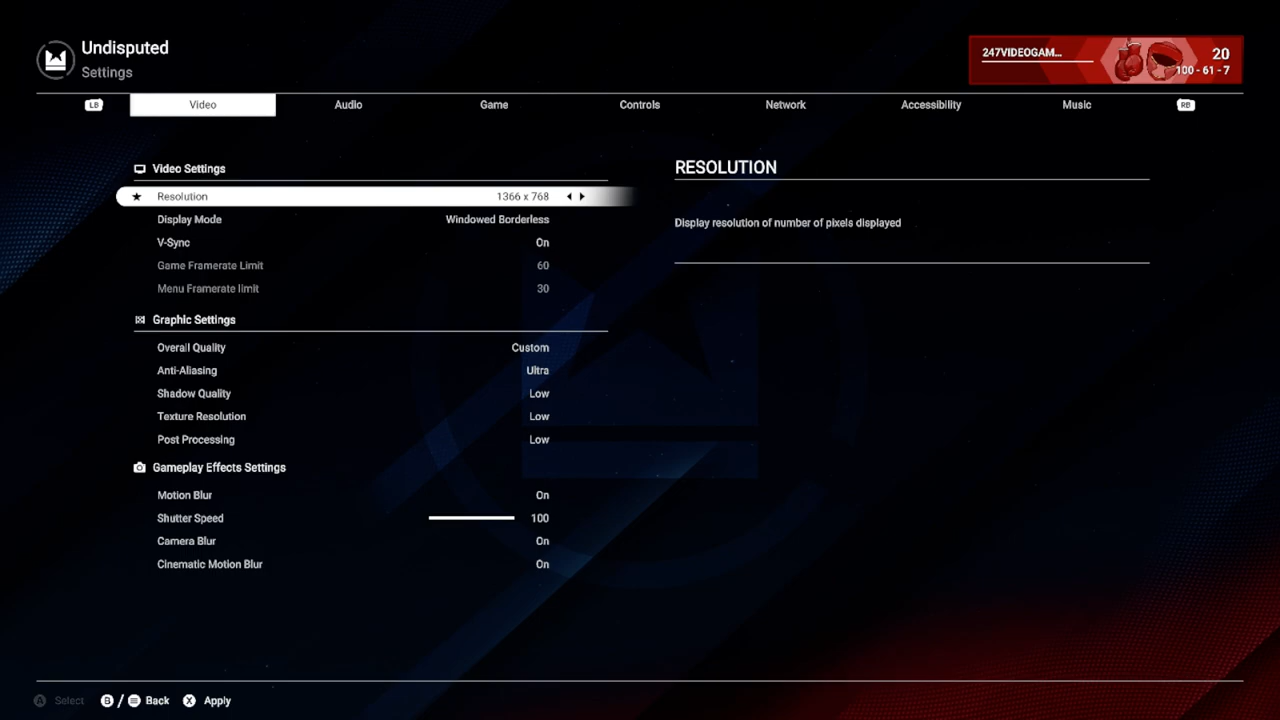 Undisputed
Settings
247VIDEOGAM...
20
100 - 61 - 7
LB Video Audio Game Controls Network Accessibility Music RB
Video Settings
Resolution 1366 x 768
Display Mode Windowed Borderless
V-Sync On
Game Framerate Limit 60
Menu Framerate limit 30
Graphic Settings
Overall Quality Custom
Anti-Aliasing Ultra
Shadow Quality Low
Texture Resolution Low
Post Processing Low
Gameplay Effects Settings
Motion Blur On
Shutter Speed 100
Camera Blur On
Cinematic Motion Blur On
RESOLUTION
Display resolution of number of pixels displayed
A Select B / Back X Apply